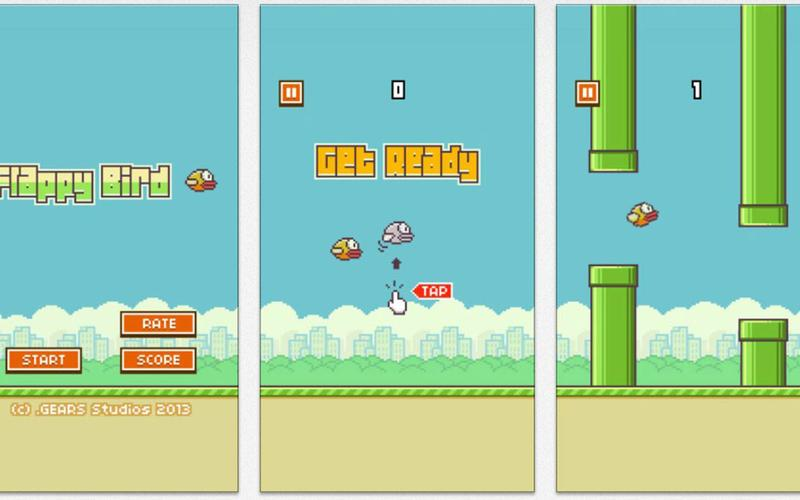 Flappy Bird
RATE
START
SCORE
(c) .GEARS Studios 2013
0
Get Ready
TAP
1